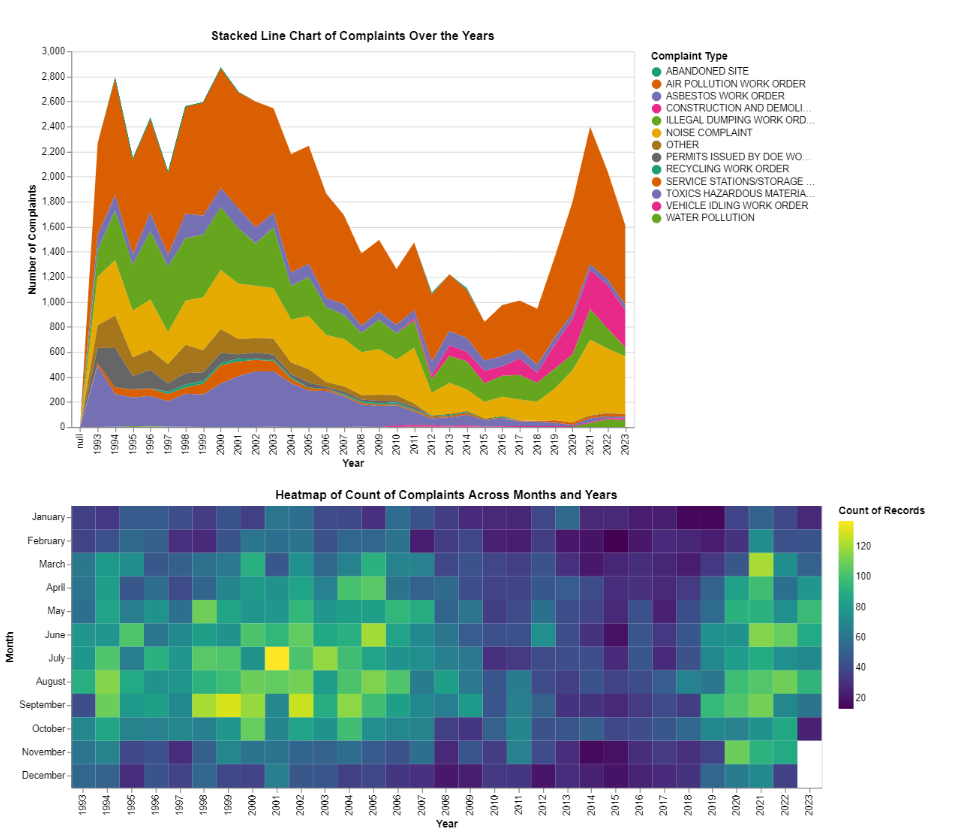 Stacked Line Chart of Complaints Over the Years
Number of Complaints
3,000
2,800
2,600
2,400
2,200
2,000
1,800
1,600
1,400
1,200
1,000
800
600
400
200
0
null 1993 1994 1995 1996 1997 1998 1999 2000 2001 2002 2003 2004 2005 2006 2007 2008 2009 2010 2011 2012 2013 2014 2015 2016 2017 2018 2019 2020 2021 2022 2023
Year
Complaint Type
ABANDONED SITE
AIR POLLUTION WORK ORDER
ASBESTOS WORK ORDER
CONSTRUCTION AND DEMOLI...
ILLEGAL DUMPING WORK ORD...
NOISE COMPLAINT
OTHER
PERMITS ISSUED BY DOE WO...
RECYCLING WORK ORDER
SERVICE STATIONS/STORAGE ...
TOXICS HAZARDOUS MATERIA...
VEHICLE IDLING WORK ORDER
WATER POLLUTION
Heatmap of Count of Complaints Across Months and Years
Month
January
February
March
April
May
June
July
August
September
October
November
December
1993 1994 1995 1996 1997 1998 1999 2000 2001 2002 2003 2004 2005 2006 2007 2008 2009 2010 2011 2012 2013 2014 2015 2016 2017 2018 2019 2020 2021 2022 2023
Year
Count of Records
120
100
80
60
40
20